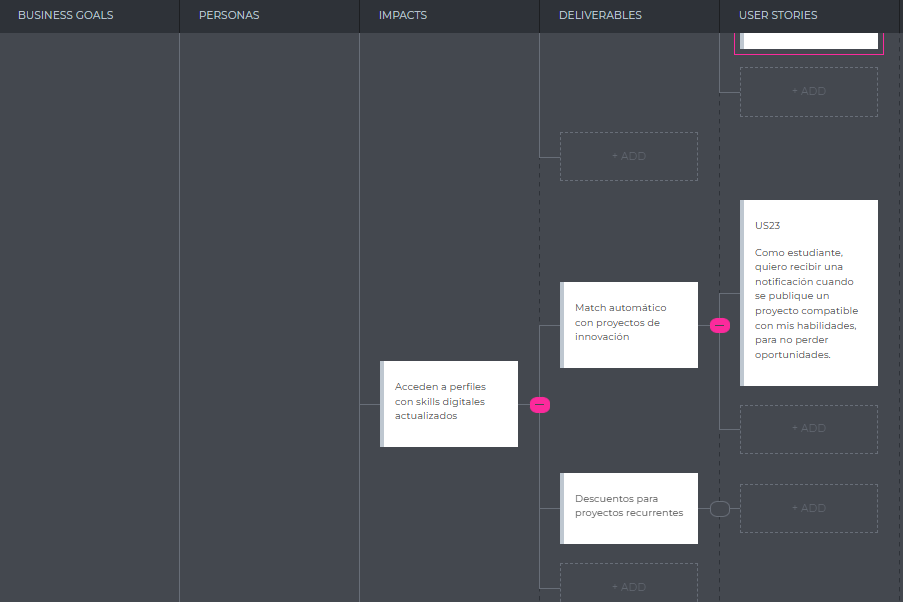 BUSINESS GOALS
PERSONAS
IMPACTS
DELIVERABLES
USER STORIES
+ ADD
+ ADD
US23
Como estudiante,
quiero recibir una
notificación cuando
se publique un
proyecto compatible
con mis habilidades,
para no perder
oportunidades.
Match automático
con proyectos de
innovación
Acceden a perfiles
con skills digitales
actualizados
+ ADD
Descuentos para
proyectos recurrentes
+ ADD
+ ADD